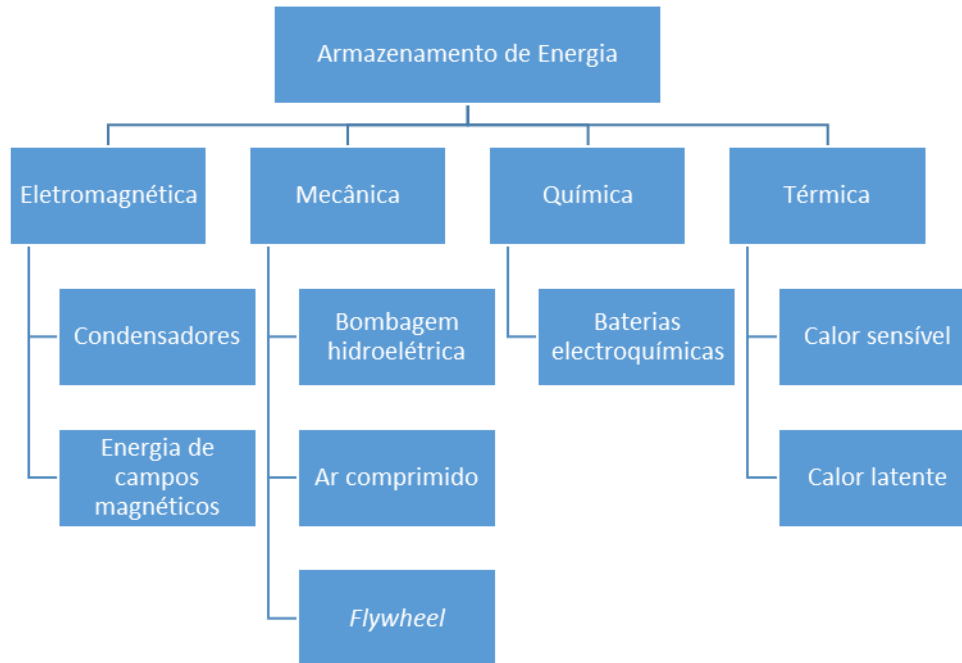 Armazenamento de Energia
Eletromagnética
Mecânica
Química
Térmica
Condensadores
Bombagem
hidroelétrica
Baterias
electroquímicas
Calor sensível
Energia de
campos
magnéticos
Ar comprimido
Calor latente
Flywheel